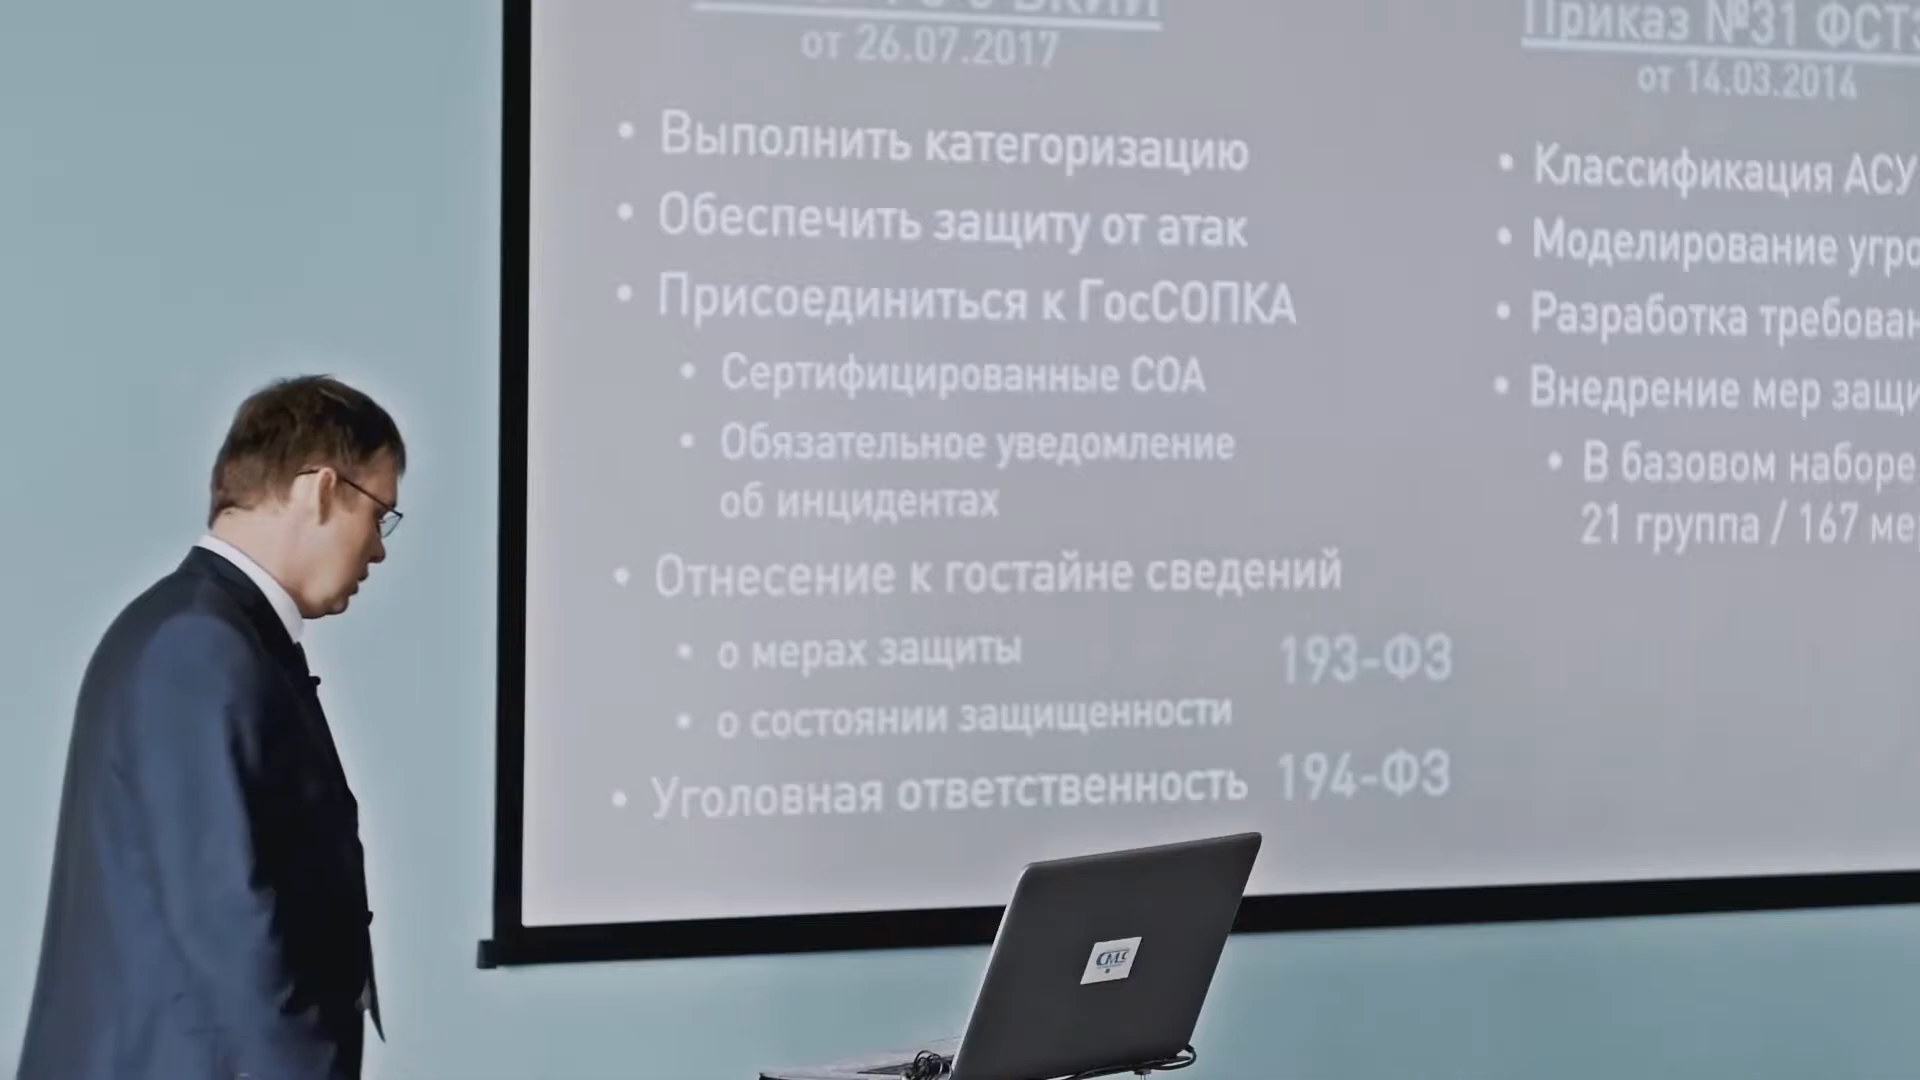 от 26.07.2017
• Выполнить категоризацию
• Обеспечить защиту от атак
• Присоединиться к ГосСОПКА
• Сертифицированные СОА
• Обязательное уведомление
об инцидентах
• Отнесение к гостайне сведений
• о мерах защиты
193-ФЗ
• о состоянии защищенности
• Уголовная ответственность
194-ФЗ
Приказ №31 ФСТЭ
от 14.03.2014
• Классификация АСУ
• Моделирование угро
• Разработка требован
• Внедрение мер защи
• В базовом наборе
21 группа / 167 ме